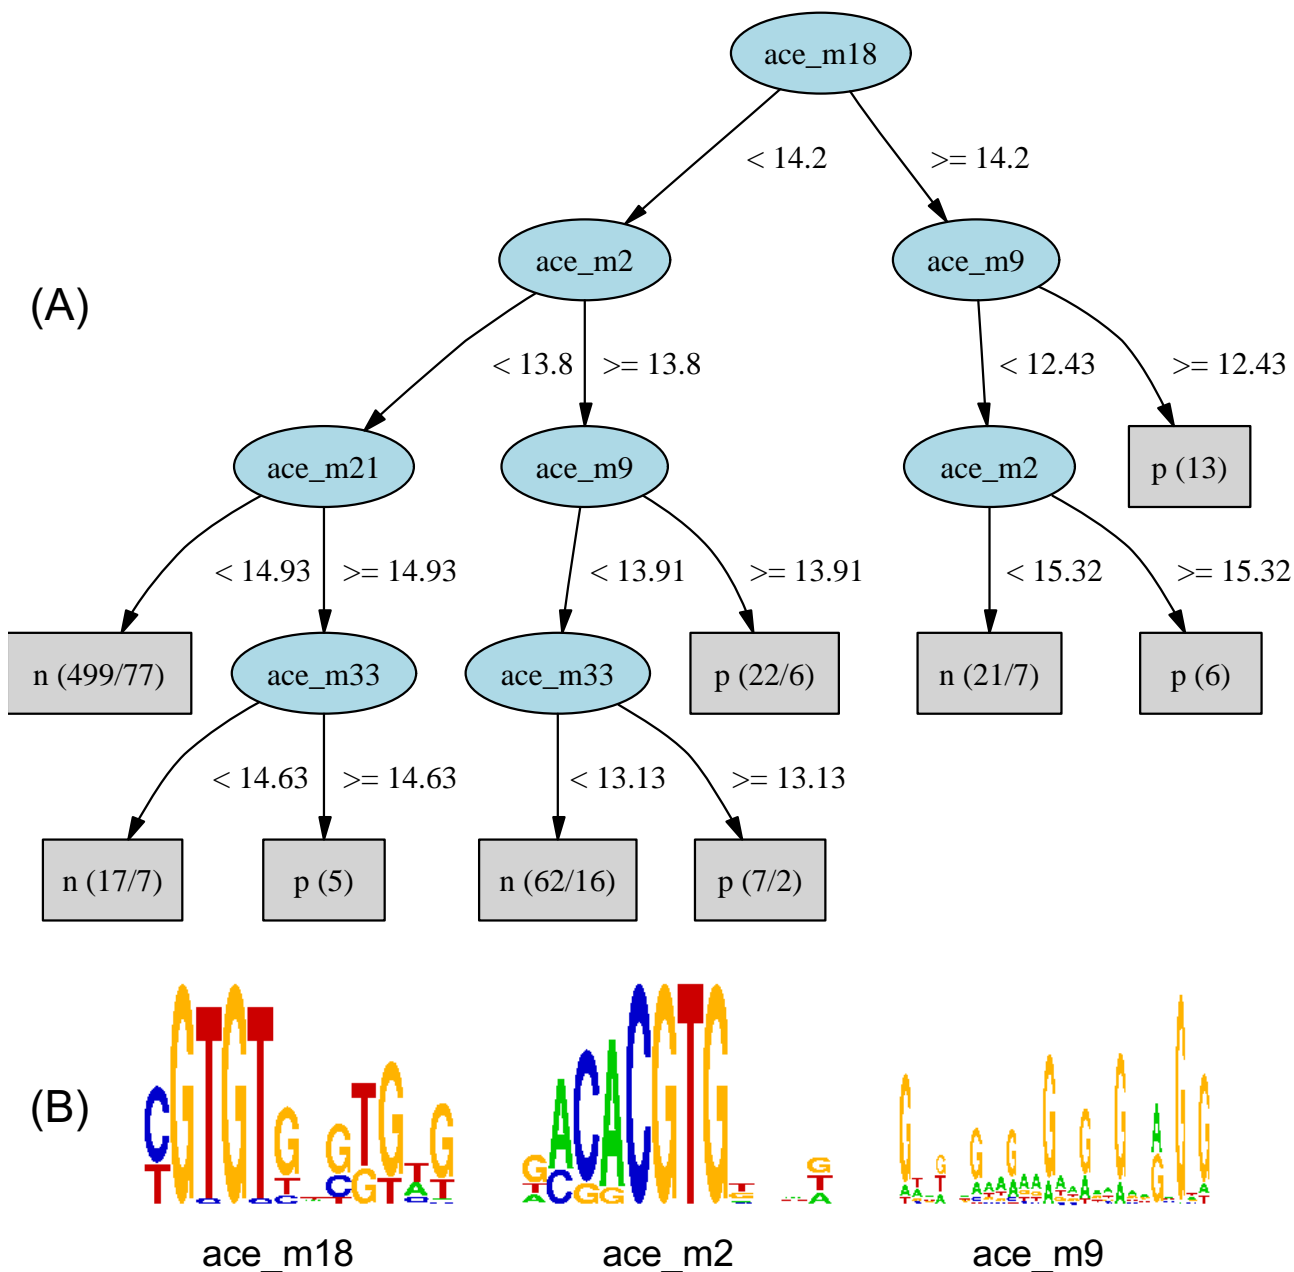 ace_m18
< 14.2 >= 14.2
ace_m2 ace_m9
(A)
< 13.8 >= 13.8 < 12.43 >= 12.43
ace_m21 ace_m9 ace_m2 p (13)
< 14.93 >= 14.93 < 13.91 >= 13.91 < 15.32 >= 15.32
n (499/77) ace_m33 ace_m33 p (22/6) n (21/7) p (6)
< 14.63 >= 14.63 < 13.13 >= 13.13
n (17/7) p (5) n (62/16) p (7/2)
(B)
ace_m18 ace_m2 ace_m9